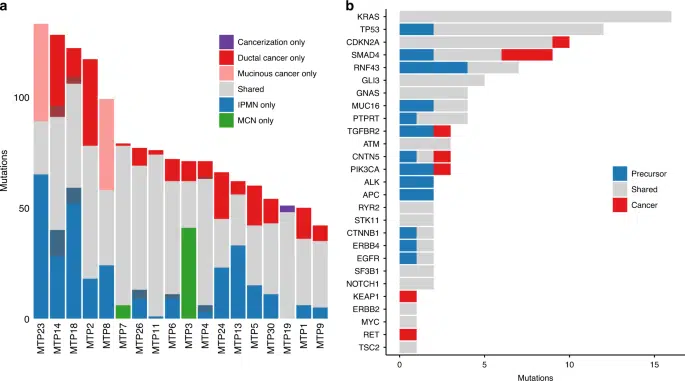 a
Mutations
100
50
0
Cancerization only
Ductal cancer only
Mucinous cancer only
Shared
IPMN only
MCN only
MTP23
MTP14
MTP18
MTP2
MTP8
MTP7
MTP26
MTP11
MTP6
MTP3
MTP4
MTP24
MTP13
MTP5
MTP30
MTP19
MTP1
MTP9
b
KRAS
TP53
CDKN2A
SMAD4
RNF43
GLI3
GNAS
MUC16
PTPRT
TGFBR2
ATM
CNTN5
PIK3CA
ALK
APC
RYR2
STK11
CTNNB1
ERBB4
EGFR
SF3B1
NOTCH1
KEAP1
ERBB2
MYC
RET
TSC2
Precursor
Shared
Cancer
0 5 10 15
Mutations